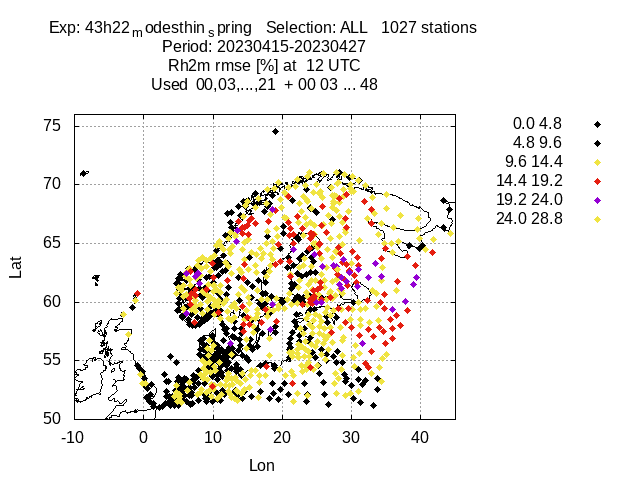 Exp: 43h22modesthinspring Selection: ALL 1027 stations
Period: 20230415-20230427
Rh2m rmse [%] at 12 UTC
Used 00,03,...,21 + 00 03 ... 48
75
70
65
60
55
50
Lat
-10 0 10 20 30 40
Lon
0.0 4.8
4.8 9.6
9.6 14.4
14.4 19.2
19.2 24.0
24.0 28.8